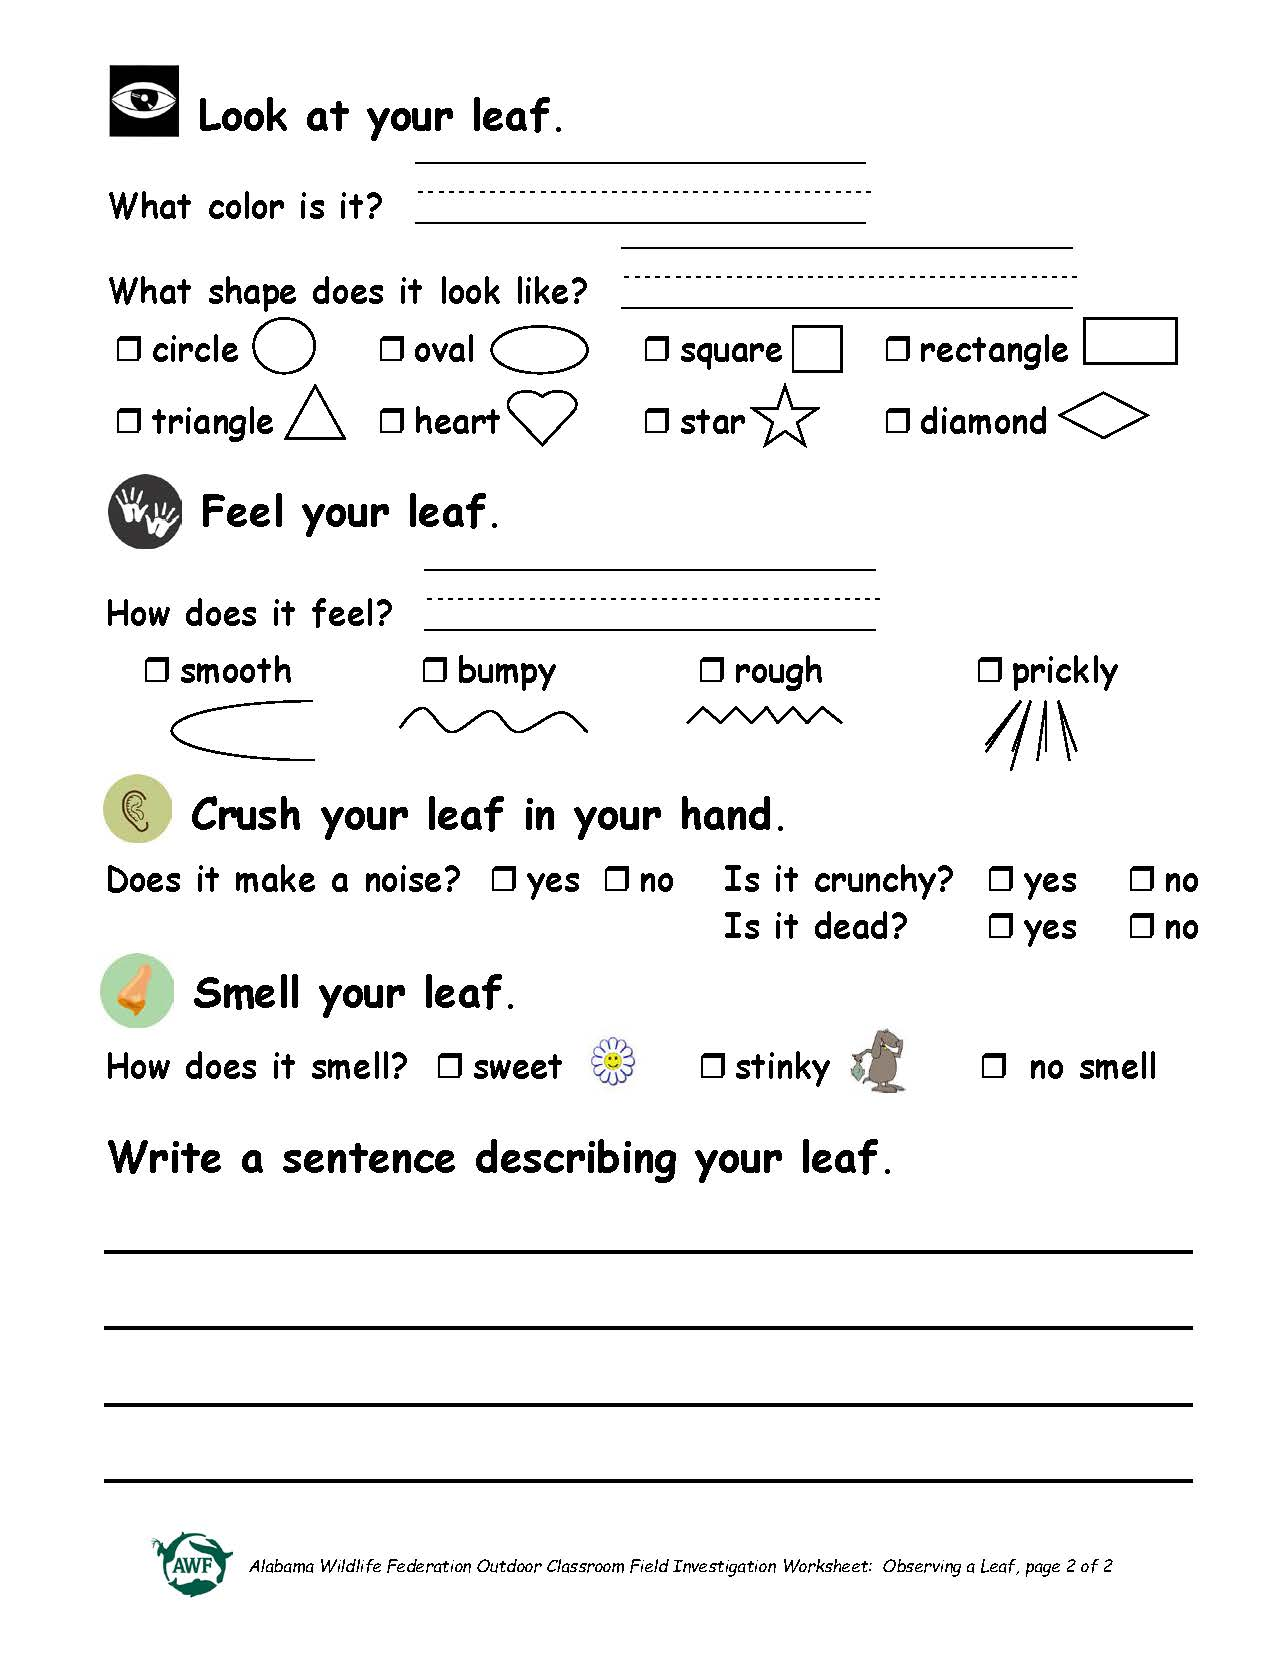 Look at your leaf.
What color is it?
What shape does it look like?
❒ circle ❒ oval ❒ square ❒ rectangle
❒ triangle ❒ heart ❒ star ❒ diamond
Feel your leaf.
How does it feel?
❒ smooth ❒ bumpy ❒ rough ❒ prickly
Crush your leaf in your hand.
Does it make a noise? ❒ yes ❒ no Is it crunchy? ❒ yes ❒ no
Is it dead? ❒ yes ❒ no
Smell your leaf.
How does it smell? ❒ sweet ❒ stinky ❒ no smell
Write a sentence describing your leaf.
AWF Alabama Wildlife Federation Outdoor Classroom Field Investigation Worksheet: Observing a Leaf, page 2 of 2